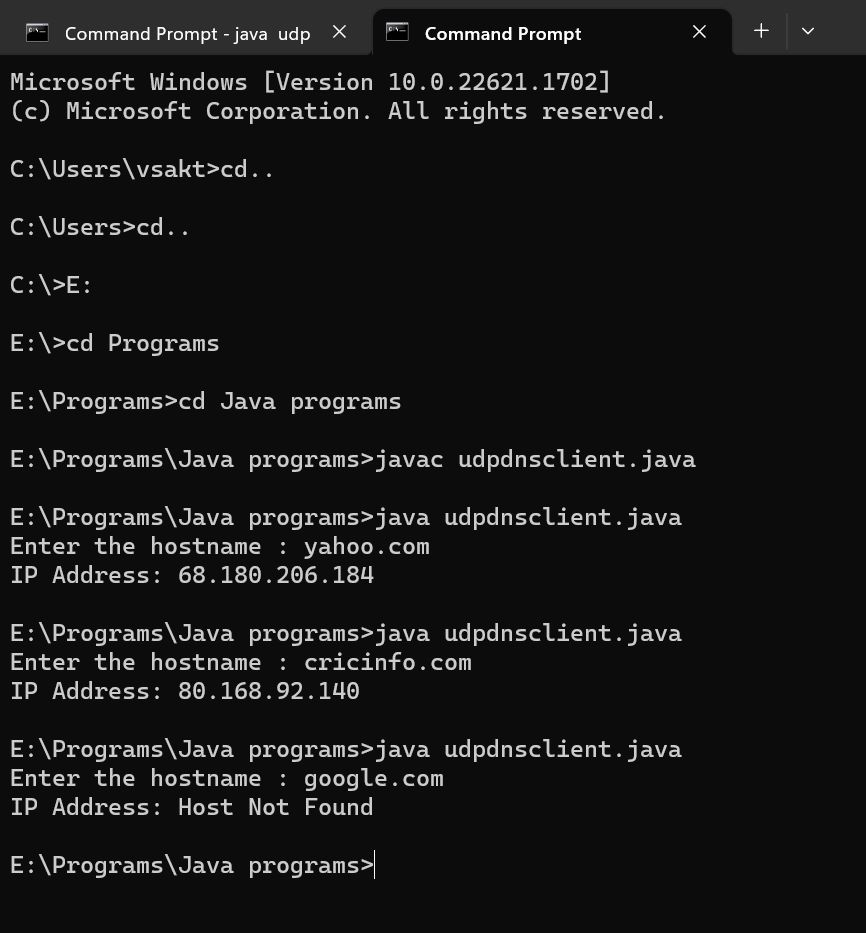 Command Prompt - java  udp
Command Prompt
Microsoft Windows [Version 10.0.22621.1702]
(c) Microsoft Corporation. All rights reserved.
C:\Users\vsakt>cd..
C:\Users>cd..
C:\>E:
E:\>cd Programs
E:\Programs>cd Java programs
E:\Programs\Java programs>javac udpdnsclient.java
E:\Programs\Java programs>java udpdnsclient.java
Enter the hostname : yahoo.com
IP Address: 68.180.206.184
E:\Programs\Java programs>java udpdnsclient.java
Enter the hostname : cricinfo.com
IP Address: 80.168.92.140
E:\Programs\Java programs>java udpdnsclient.java
Enter the hostname : google.com
IP Address: Host Not Found
E:\Programs\Java programs>